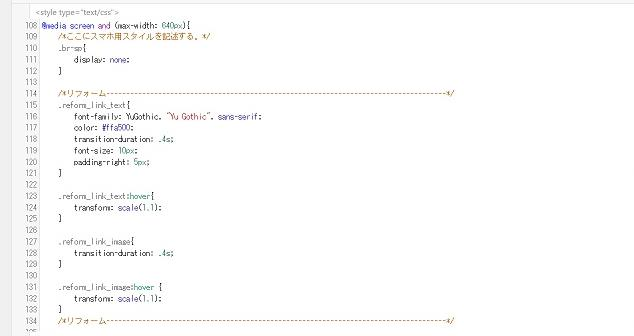 <style type="text/css">
108 @media screen and (max-width: 640px){
109 /*ここにスマホ用スタイルを記述する。*/
110 .br-sp{
111 display: none;
112 }
113
114 /*リフォーム-------------------------------------------------------------------------------------*/
115 .reform_link_text{
116 font-family: YuGothic, "Yu Gothic", sans-serif;
117 color: #ffa500;
118 transition-duration: .4s;
119 font-size: 10px;
120 padding-right: 5px;
121 }
122
123 .reform_link_text:hover{
124 transform: scale(1.1);
125 }
126
127 .reform_link_image{
128 transition-duration: .4s;
129 }
130
131 .reform_link_image:hover {
132 transform: scale(1.1);
133 }
134 /*リフォーム-------------------------------------------------------------------------------------*/